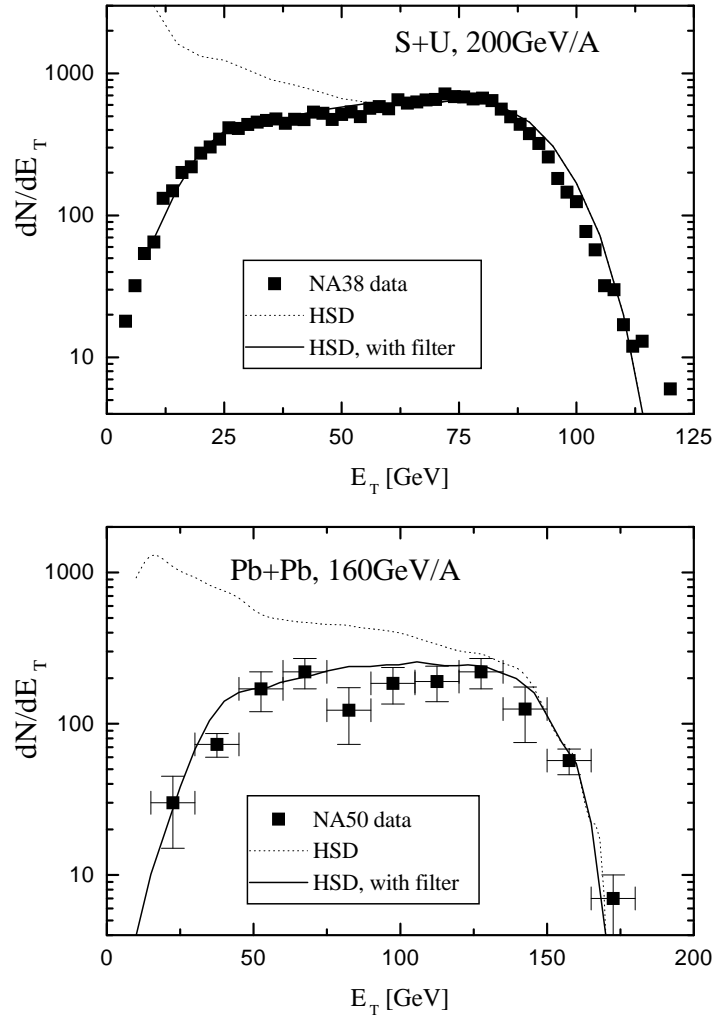 S+U, 200GeV/A
1000
100
10
dN/dE_T
NA38 data
HSD
HSD, with filter
0 25 50 75 100 125
E_T [GeV]
Pb+Pb, 160GeV/A
1000
100
10
dN/dE_T
NA50 data
HSD
HSD, with filter
0 50 100 150 200
E_T [GeV]